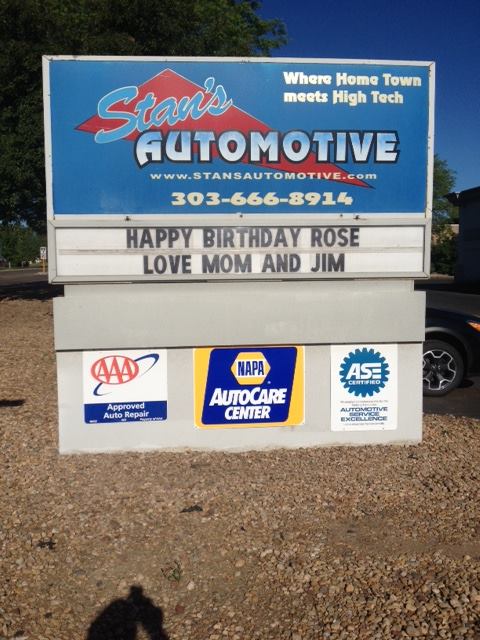 Stan's
AUTOMOTIVE
Where Home Town
meets High Tech
www.STANSAUTOMOTIVE.com
303-666-8914
HAPPY BIRTHDAY ROSE
LOVE MOM AND JIM
AAA
Approved
Auto Repair
NAPA
AUTOCARE
CENTER
ASE
CERTIFIED
AUTOMOTIVE
SERVICE
EXCELLENCE